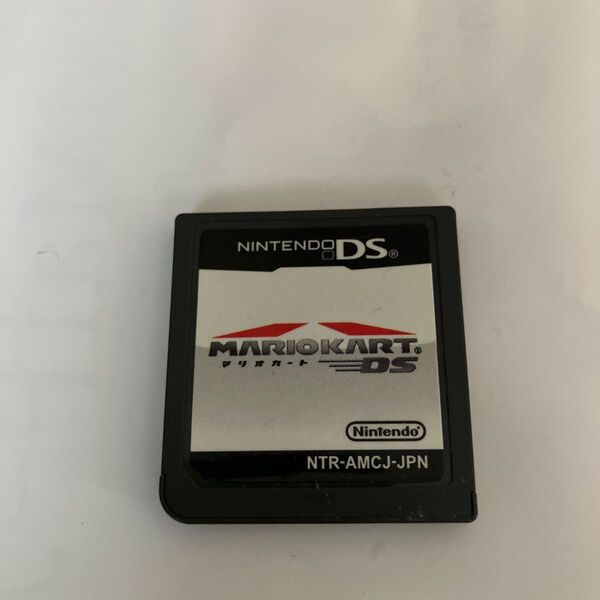 NINTENDO DS®
MARIOKART®
マリオカート DS
Nintendo®
NTR-AMCJ-JPN